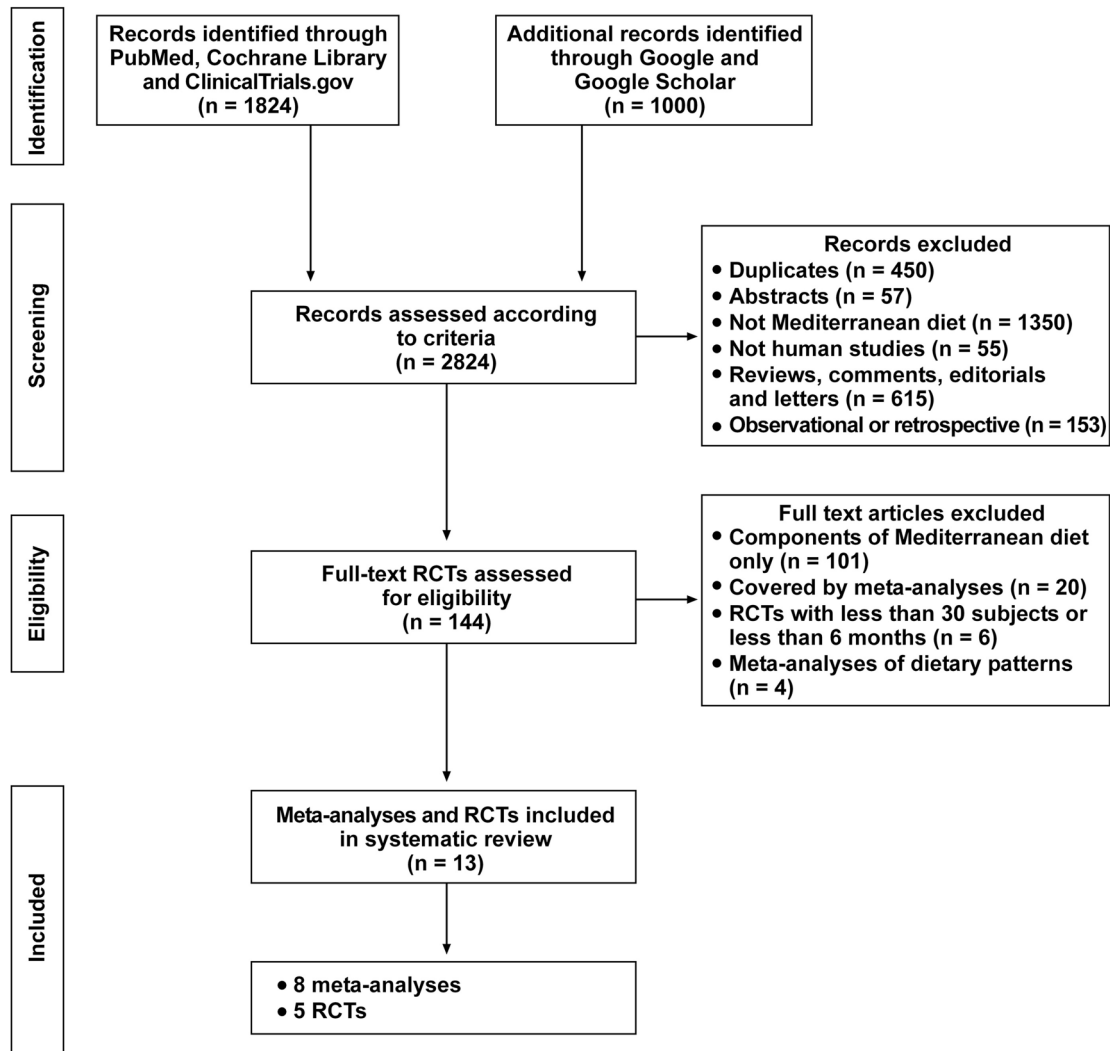 Identification
Records identified through
PubMed, Cochrane Library
and ClinicalTrials.gov
(n = 1824)
Additional records identified
through Google and
Google Scholar
(n = 1000)
Screening
Records assessed according
to criteria
(n = 2824)
Records excluded
• Duplicates (n = 450)
• Abstracts (n = 57)
• Not Mediterranean diet (n = 1350)
• Not human studies (n = 55)
• Reviews, comments, editorials
and letters (n = 615)
• Observational or retrospective (n = 153)
Eligibility
Full-text RCTs assessed
for eligibility
(n = 144)
Full text articles excluded
• Components of Mediterranean diet
only (n = 101)
• Covered by meta-analyses (n = 20)
• RCTs with less than 30 subjects or
less than 6 months (n = 6)
• Meta-analyses of dietary patterns
(n = 4)
Included
Meta-analyses and RCTs included
in systematic review
(n = 13)
• 8 meta-analyses
• 5 RCTs